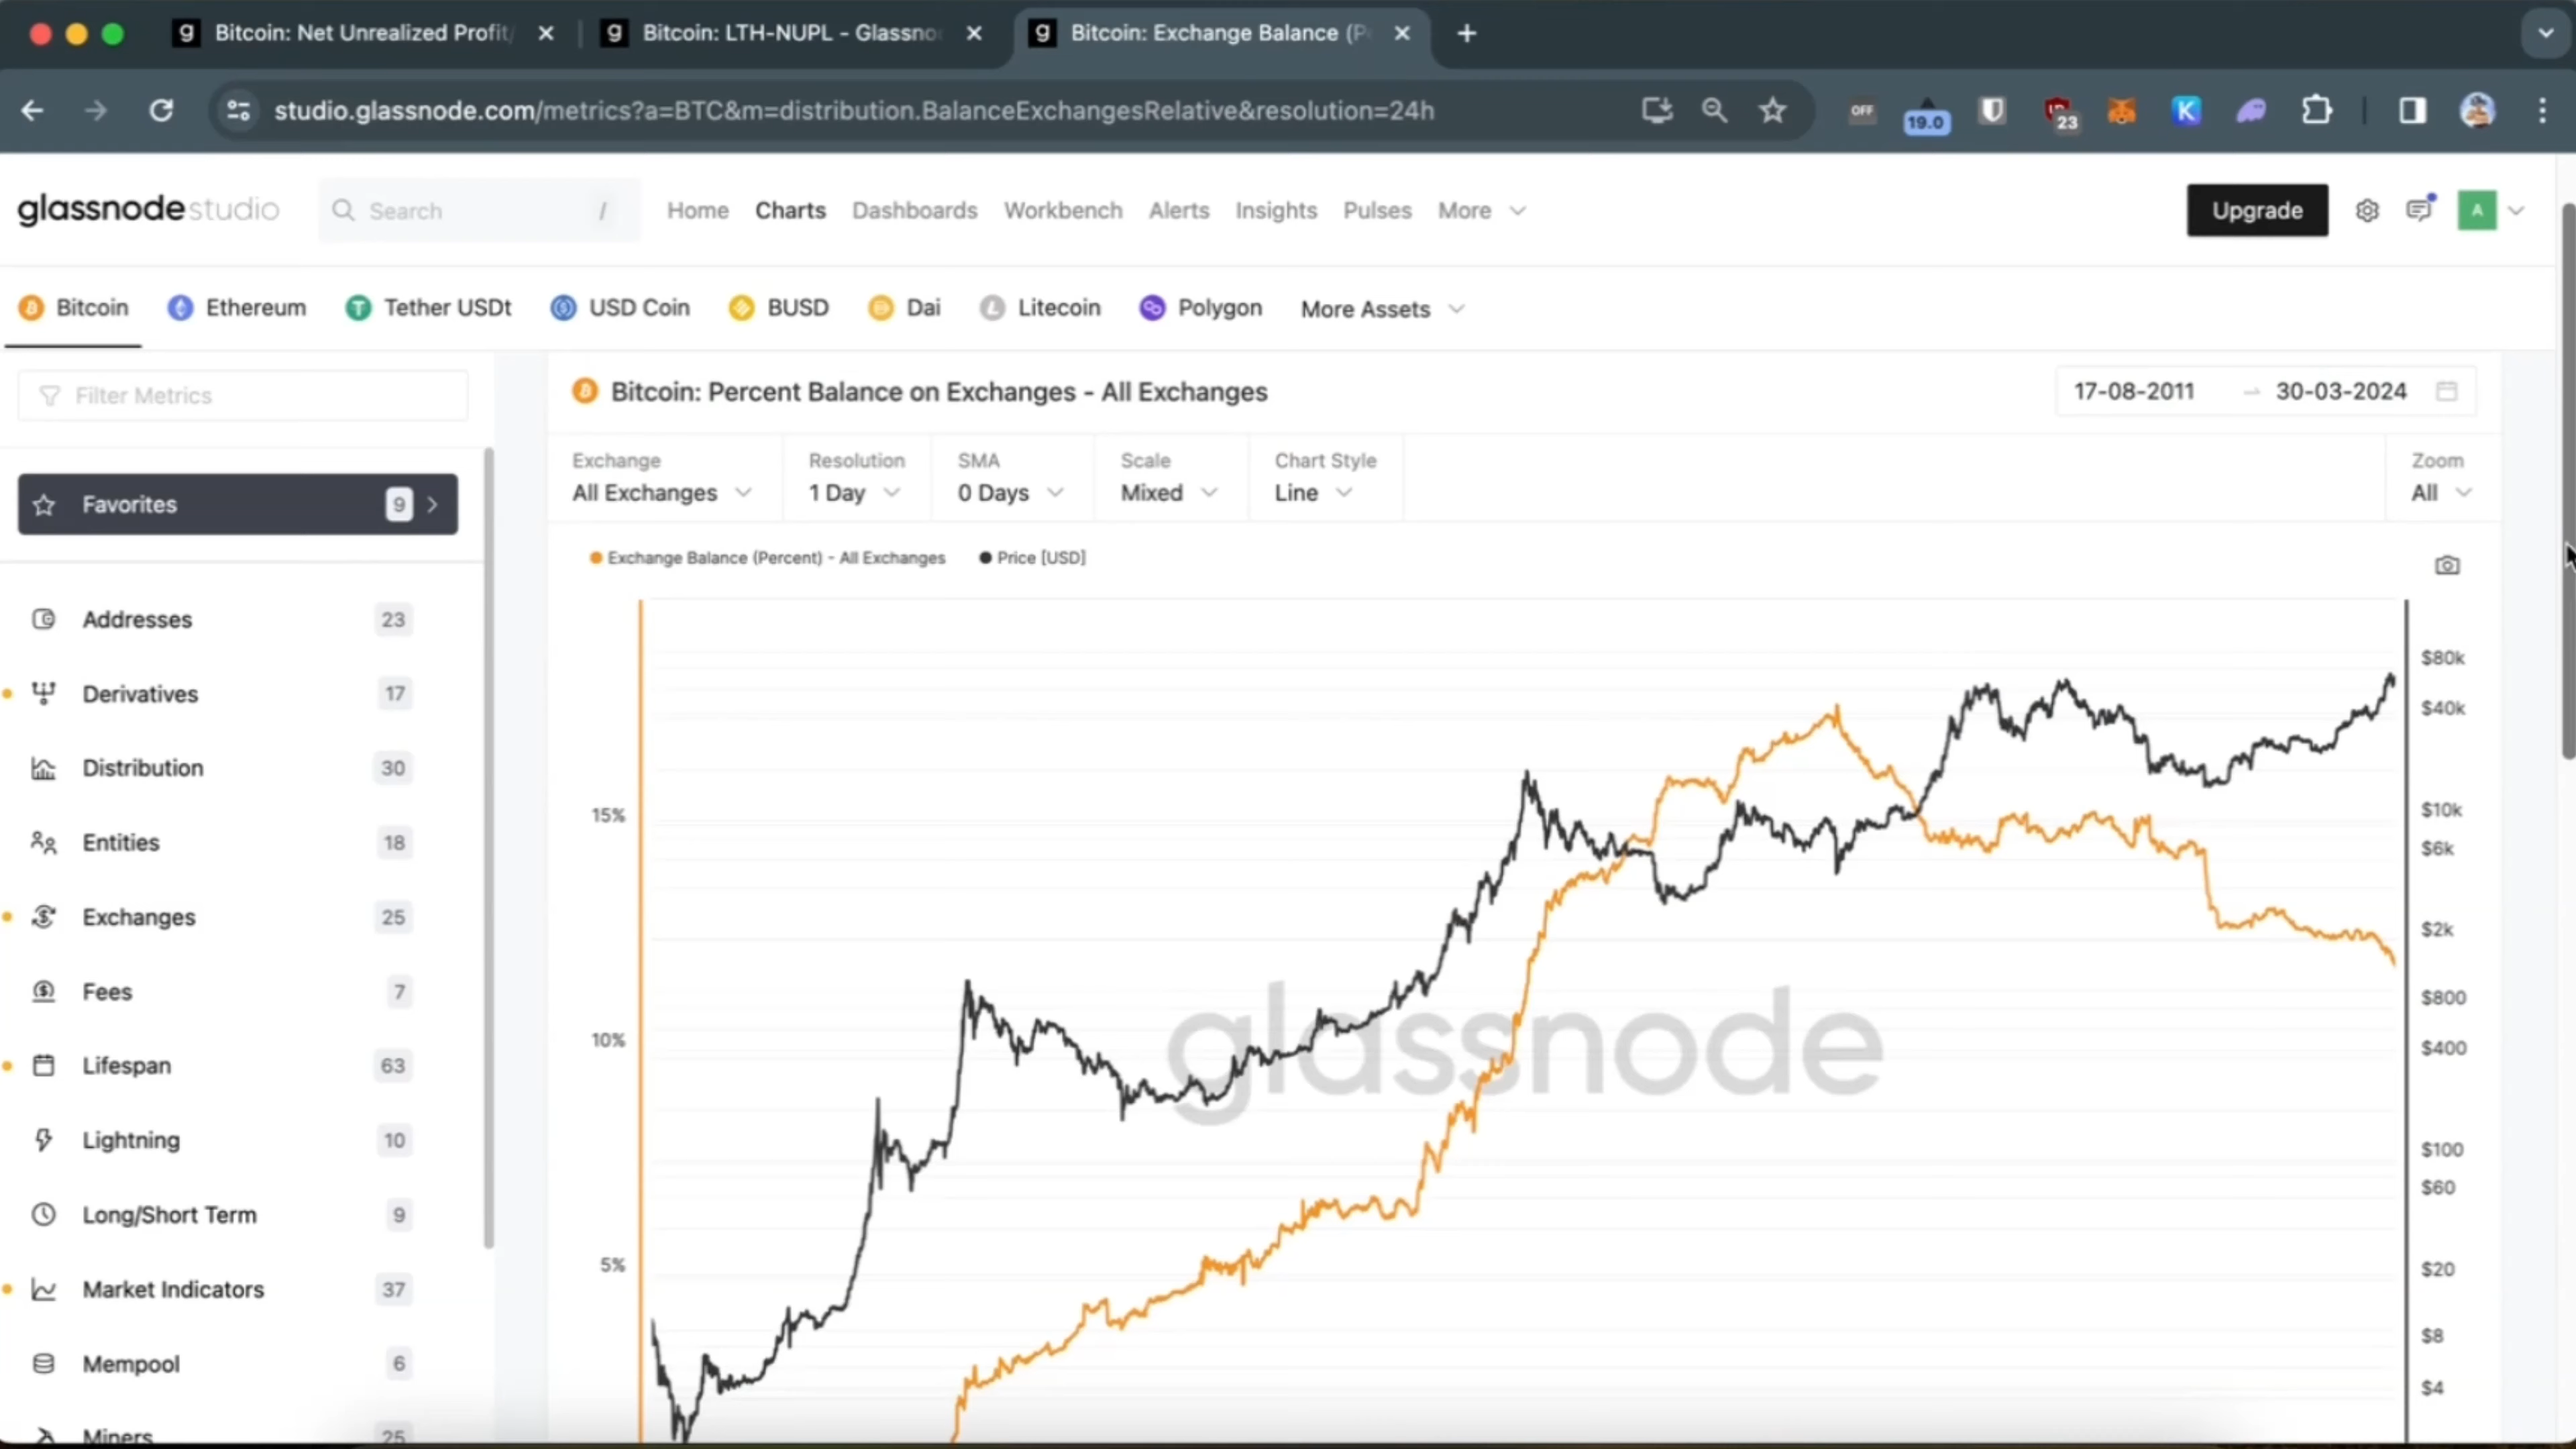 Bitcoin: Net Unrealized Profit/
Bitcoin: LTH-NUPL - Glassno
Bitcoin: Exchange Balance (P
studio.glassnode.com/metrics?a=BTC&m=distribution.BalanceExchangesRelative&resolution=24h
OFF
19.0
23
K
glassnodestudio
Search
/
Home
Charts
Dashboards
Workbench
Alerts
Insights
Pulses
More
Upgrade
A
Bitcoin
Ethereum
Tether USDt
USD Coin
BUSD
Dai
Litecoin
Polygon
More Assets
Filter Metrics
Favorites 9
Addresses 23
Derivatives 17
Distribution 30
Entities 18
Exchanges 25
Fees 7
Lifespan 63
Lightning 10
Long/Short Term 9
Market Indicators 37
Mempool 6
Miners 25
Bitcoin: Percent Balance on Exchanges - All Exchanges
17-08-2011 → 30-03-2024
Exchange
All Exchanges
Resolution
1 Day
SMA
0 Days
Scale
Mixed
Chart Style
Line
Zoom
All
Exchange Balance (Percent) - All Exchanges
Price [USD]
15%
10%
5%
glassnode
$80k
$40k
$10k
$6k
$2k
$800
$400
$100
$60
$20
$8
$4